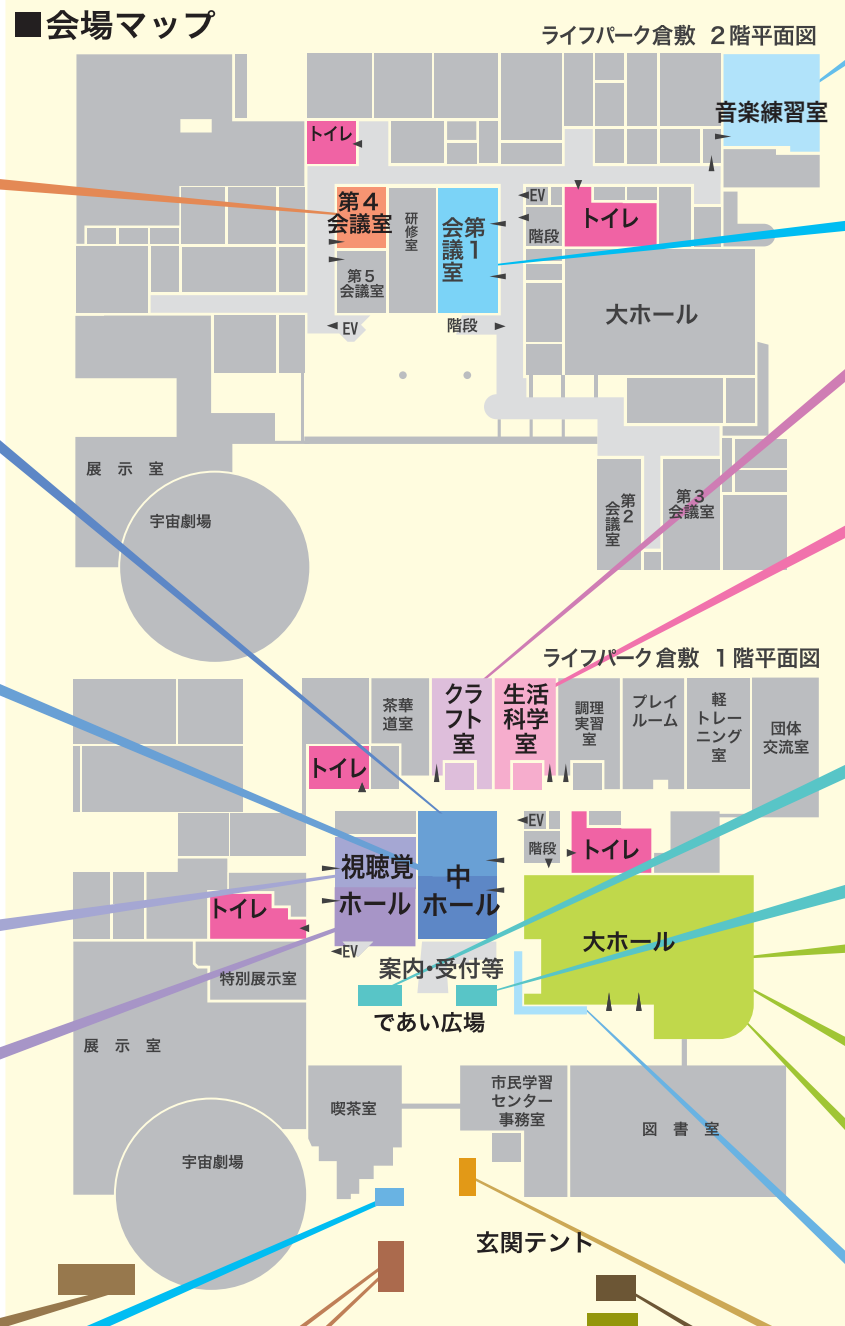 ■会場マップ
ライフパーク倉敷 2階平面図
音楽練習室
トイレ
第4
会議室
研修室
第1
会議室
EV
階段
トイレ
第5
会議室
EV
階段
大ホール
展示室
宇宙劇場
第2
会議室
第3
会議室
ライフパーク倉敷 1階平面図
茶華
道室
クラ
フト
室
生活
科学
室
調理
実習
室
プレイ
ルーム
軽
トレー
ニング
室
団体
交流室
トイレ
EV
階段
トイレ
視聴覚
ホール
中
ホール
トイレ
EV
大ホール
案内・受付等
特別展示室
であい広場
展示室
喫茶室
市民学習
センター
事務室
図書室
宇宙劇場
玄関テント